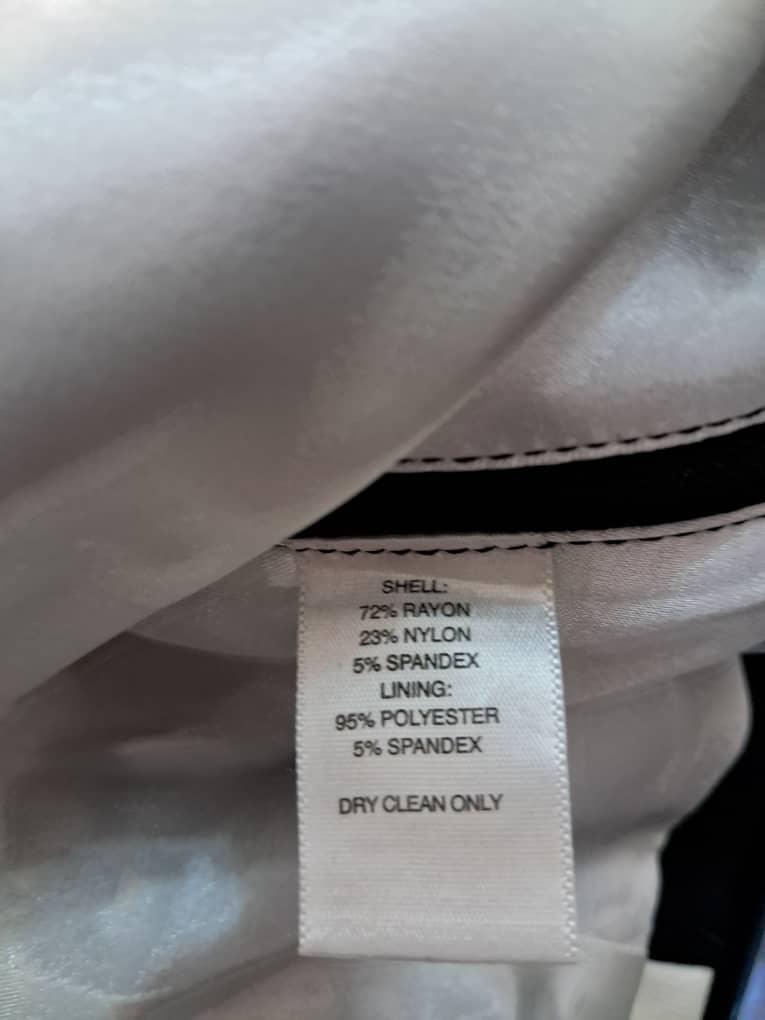 SHELL:
72% RAYON
23% NYLON
5% SPANDEX
LINING:
95% POLYESTER
5% SPANDEX
DRY CLEAN ONLY